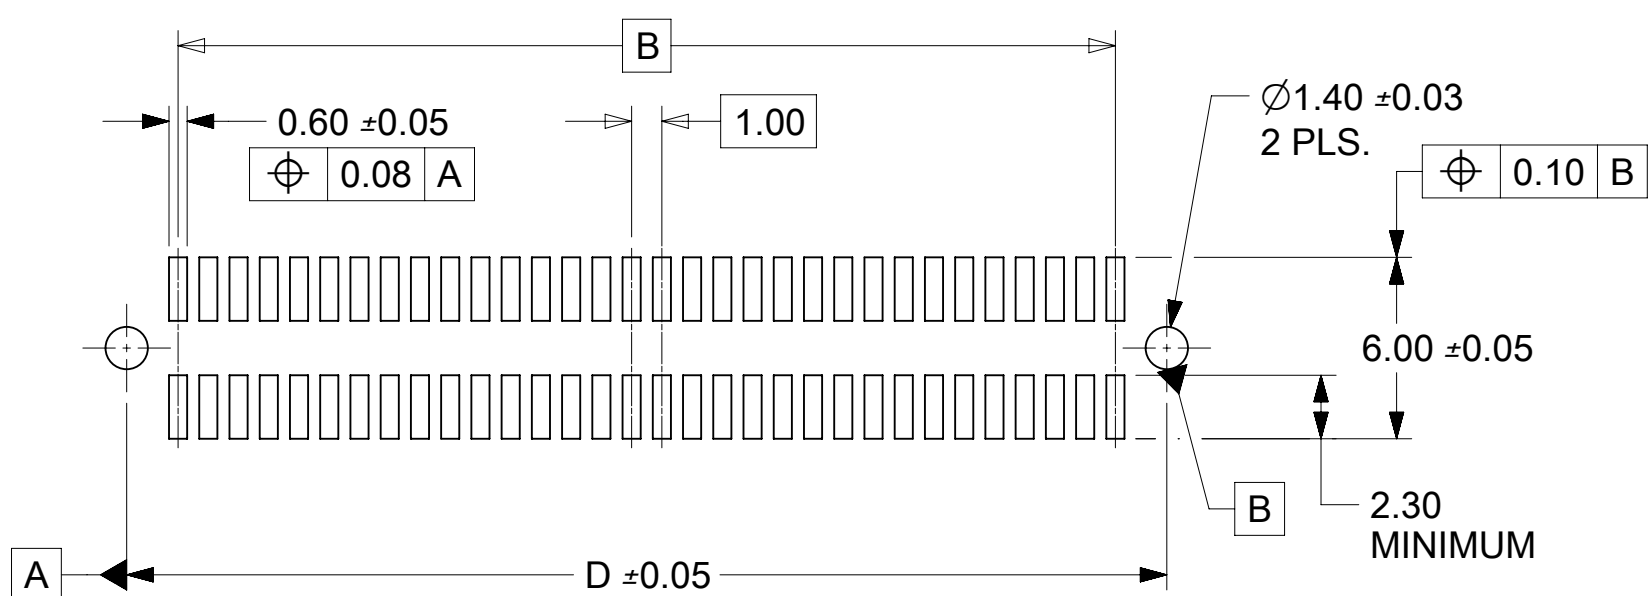 B
0.60 ±0.05
⌖ 0.08 A
1.00
∅1.40 ±0.03
2 PLS.
⌖ 0.10 B
6.00 ±0.05
B
2.30
MINIMUM
A
D ±0.05